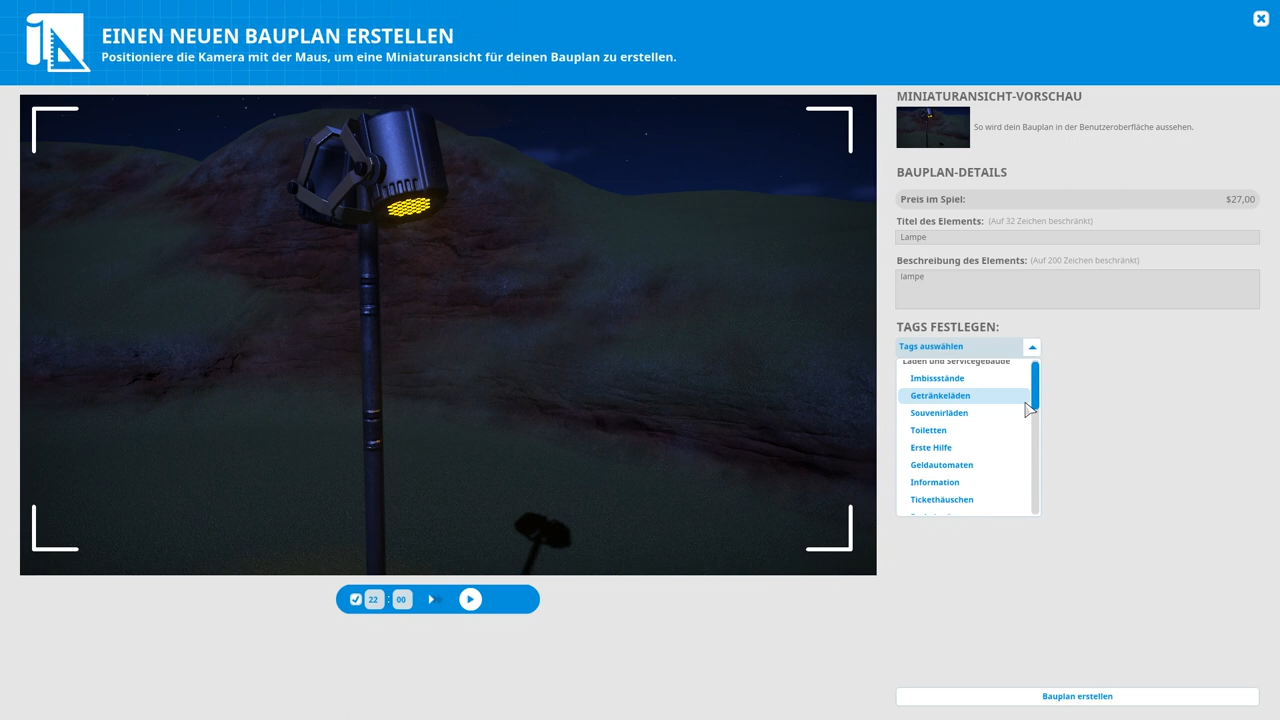 EINEN NEUEN BAUPLAN ERSTELLEN
Positioniere die Kamera mit der Maus, um eine Miniaturansicht für deinen Bauplan zu erstellen.
MINIATURANSICHT-VORSCHAU
So wird dein Bauplan in der Benutzeroberfläche aussehen.
BAUPLAN-DETAILS
Preis im Spiel: $27,00
Titel des Elements: (Auf 32 Zeichen beschränkt)
Lampe
Beschreibung des Elements: (Auf 200 Zeichen beschränkt)
lampe
TAGS FESTLEGEN:
Tags auswählen
Läden und Servicegebäude
Imbissstände
Getränkeläden
Souvenirläden
Toiletten
Erste Hilfe
Geldautomaten
Information
Tickethäuschen
22 : 00
Bauplan erstellen